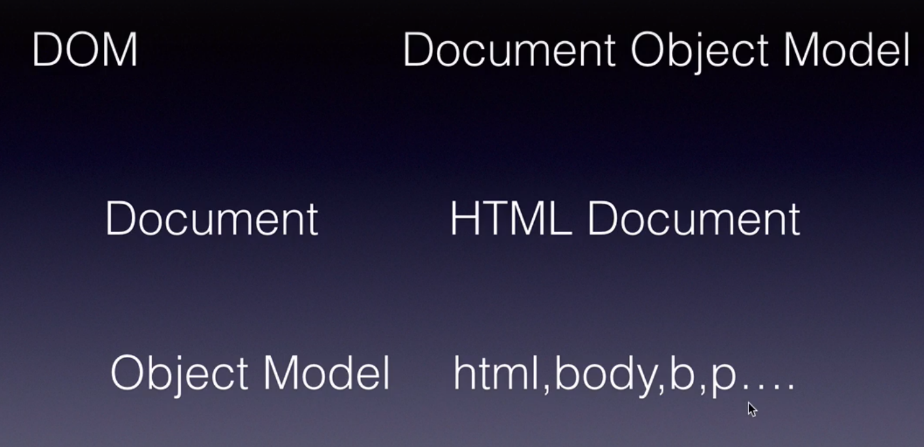 DOM Document Object Model
Document HTML Document
Object Model html,body,b,p....